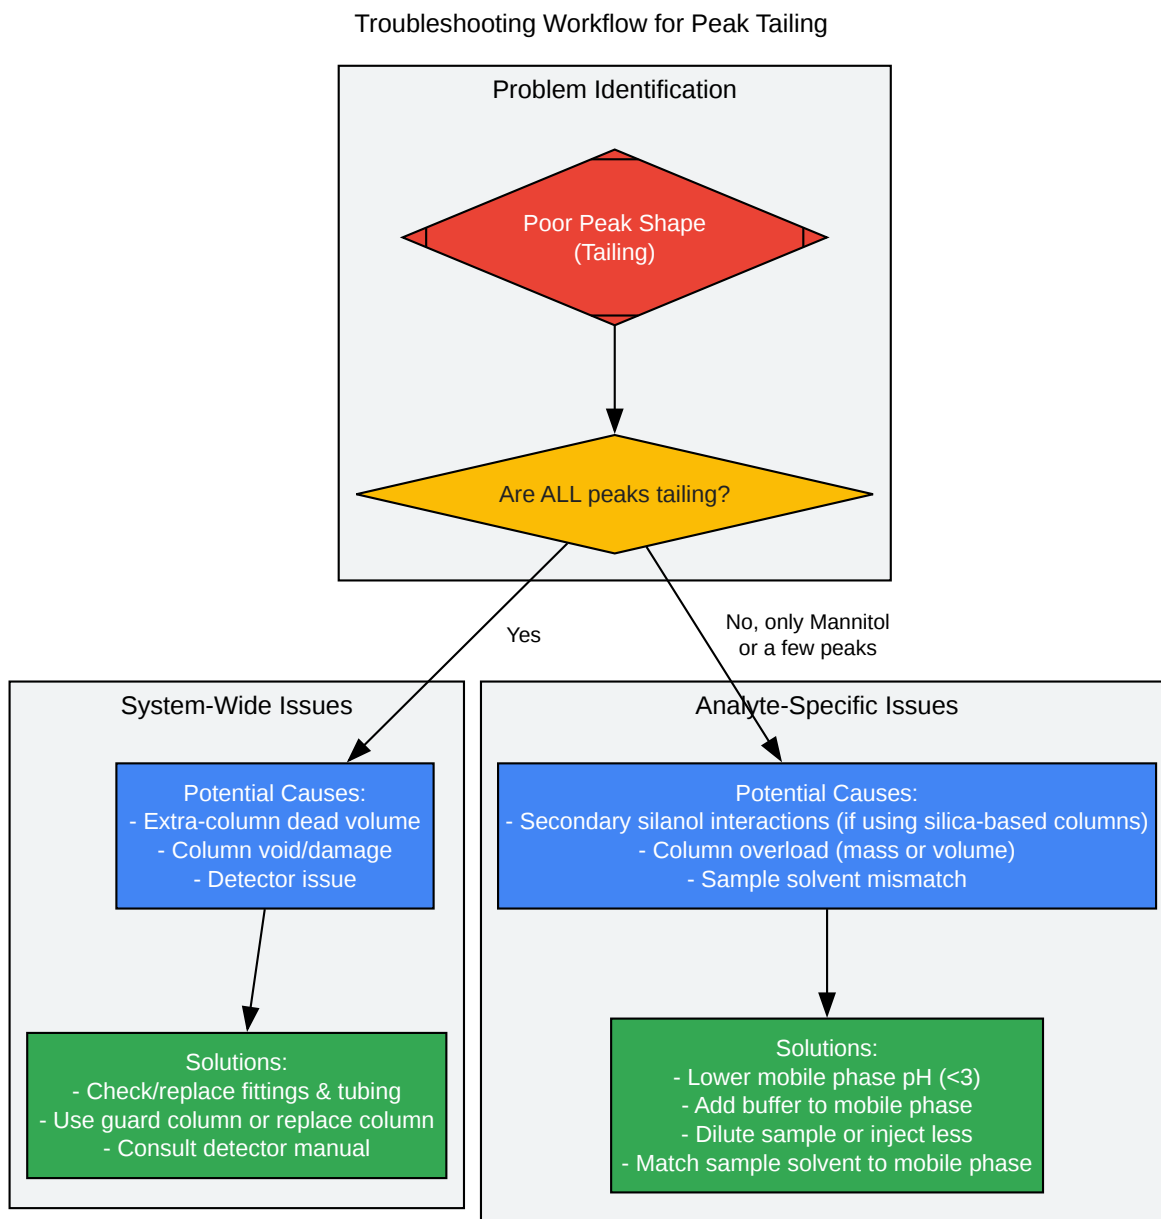 Troubleshooting Workflow for Peak Tailing
Problem Identification
Poor Peak Shape
(Tailing)
Are ALL peaks tailing?
Yes
No, only Mannitol
or a few peaks
System-Wide Issues
Potential Causes:
- Extra-column dead volume
- Column void/damage
- Detector issue
Solutions:
- Check/replace fittings & tubing
- Use guard column or replace column
- Consult detector manual
Analyte-Specific Issues
Potential Causes:
- Secondary silanol interactions (if using silica-based columns)
- Column overload (mass or volume)
- Sample solvent mismatch
Solutions:
- Lower mobile phase pH (<3)
- Add buffer to mobile phase
- Dilute sample or inject less
- Match sample solvent to mobile phase